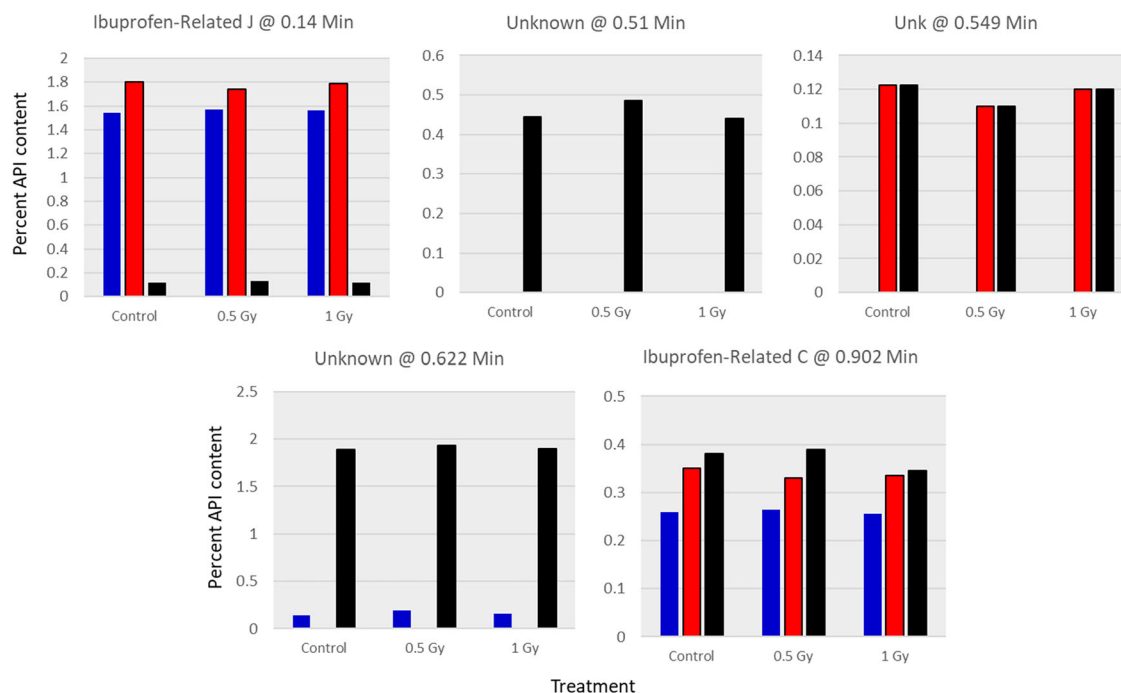 Ibuprofen-Related J @ 0.14 Min
Percent API content
2
1.8
1.6
1.4
1.2
1
0.8
0.6
0.4
0.2
0
Control 0.5 Gy 1 Gy
Unknown @ 0.51 Min
0.6
0.5
0.4
0.3
0.2
0.1
0
Control 0.5 Gy 1 Gy
Unk @ 0.549 Min
0.14
0.12
0.1
0.08
0.06
0.04
0.02
0
Control 0.5 Gy 1 Gy
Unknown @ 0.622 Min
Percent API content
2.5
2
1.5
1
0.5
0
Control 0.5 Gy 1 Gy
Ibuprofen-Related C @ 0.902 Min
0.5
0.4
0.3
0.2
0.1
0
Control 0.5 Gy 1 Gy
Treatment